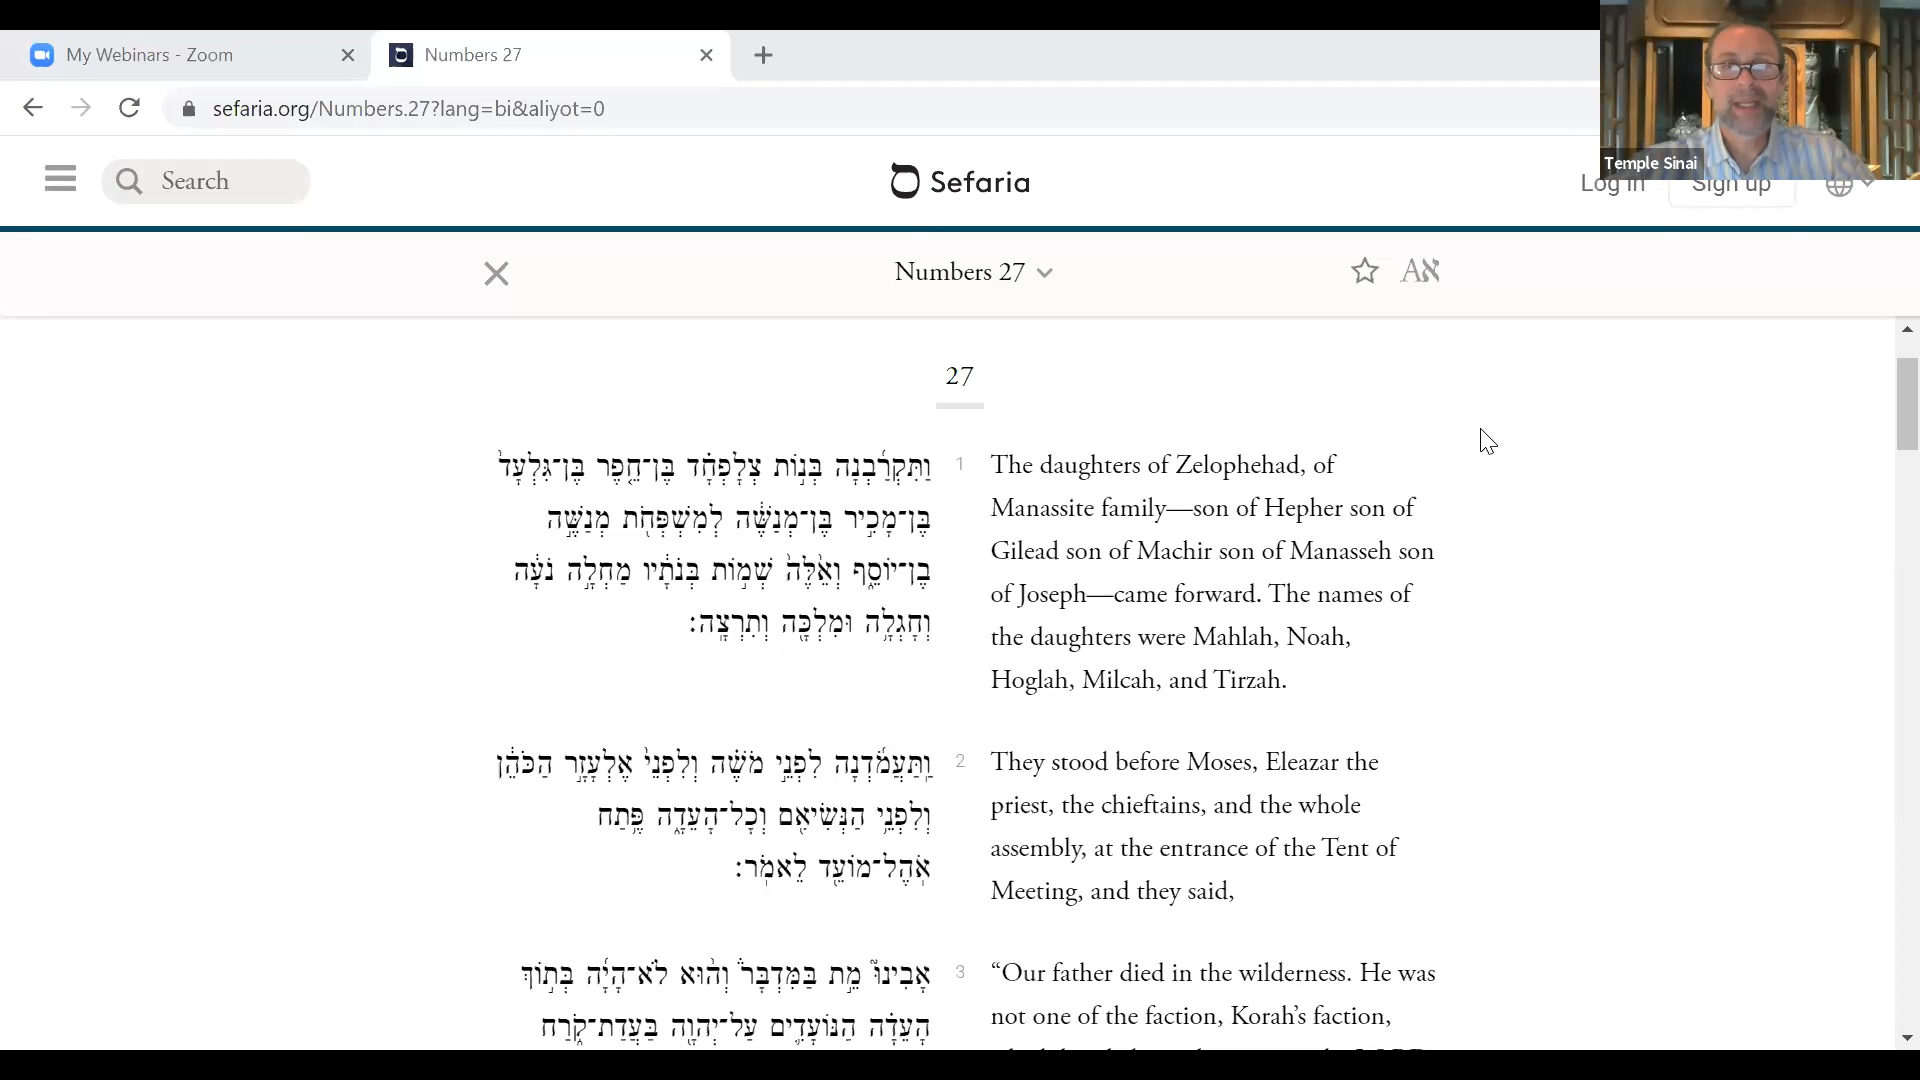 My Webinars - Zoom
Numbers 27
sefaria.org/Numbers.27?lang=bi&aliyot=0
Temple Sinai
Search
Sefaria
Log in
Sign up
Numbers 27
Aא
27
וַתִּקְרַ֜בְנָה בְּנ֣וֹת צְלׇפְחָ֗ד בֶּן־חֵ֤פֶר בֶּן־גִּלְעָד֙
בֶּן־מָכִ֣יר בֶּן־מְנַשֶּׁ֔ה לְמִשְׁפְּחֹ֖ת מְנַשֶּׁ֣ה
בֶן־יוֹסֵ֑ף וְאֵ֙לֶּה֙ שְׁמ֣וֹת בְּנֹתָ֔יו מַחְלָ֣ה נֹעָ֔ה
וְחׇגְלָ֥ה וּמִלְכָּ֖ה וְתִרְצָֽה׃
1
The daughters of Zelophehad, of
Manassite family—son of Hepher son of
Gilead son of Machir son of Manasseh son
of Joseph—came forward. The names of
the daughters were Mahlah, Noah,
Hoglah, Milcah, and Tirzah.
וַֽתַּעֲמֹ֜דְנָה לִפְנֵ֣י מֹשֶׁ֗ה וְלִפְנֵי֙ אֶלְעָזָ֣ר הַכֹּהֵ֔ן
וְלִפְנֵ֥י הַנְּשִׂיאִ֖ם וְכׇל־הָעֵדָ֑ה פֶּ֥תַח
אֹֽהֶל־מוֹעֵ֖ד לֵאמֹֽר׃
2
They stood before Moses, Eleazar the
priest, the chieftains, and the whole
assembly, at the entrance of the Tent of
Meeting, and they said,
אָבִ֘ינוּ֮ מֵ֣ת בַּמִּדְבָּר֒ וְה֨וּא לֹא־הָיָ֜ה בְּת֣וֹךְ
הָעֵדָ֗ה הַנּוֹעָדִ֛ים עַל־יְהֹוָ֖ה בַּעֲדַת־קֹ֑רַח
3
“Our father died in the wilderness. He was
not one of the faction, Korah’s faction,